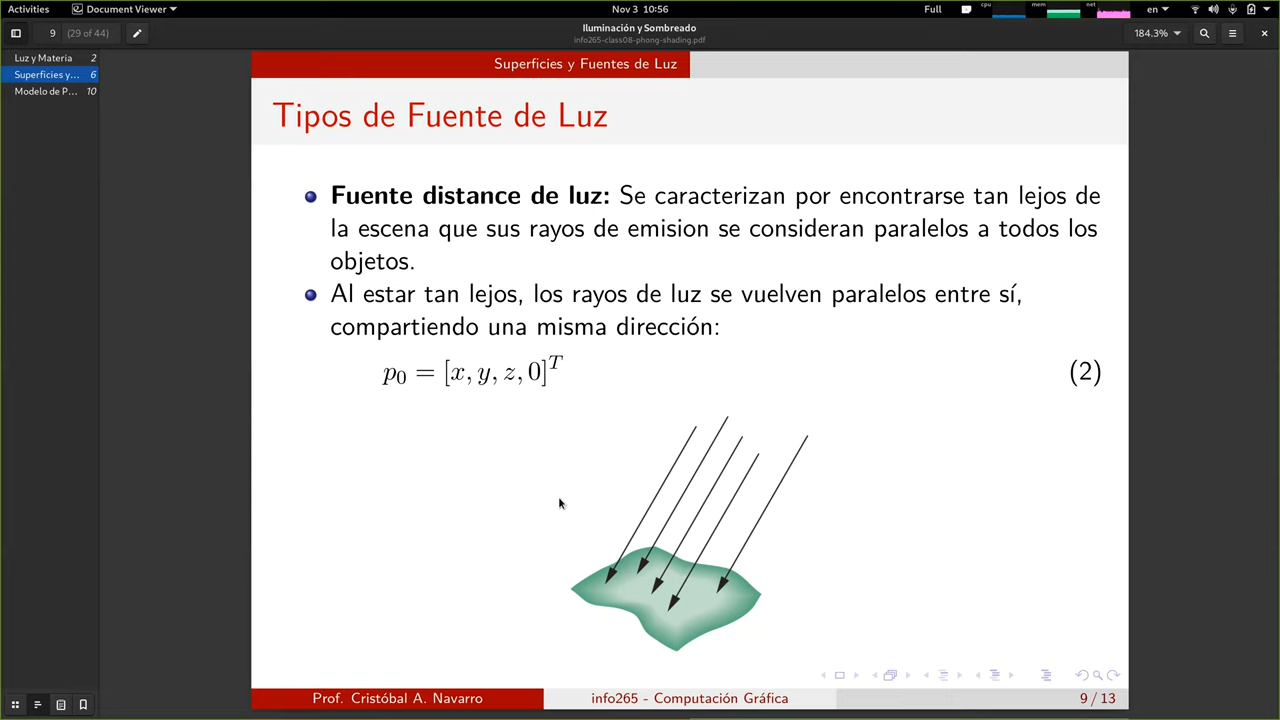 Activities
Document Viewer
Nov 3 10:56
Full
cpu
mem
net
en
9
(29 of 44)
Iluminación y Sombreado
info265-class08-phong-shading.pdf
184.3%
Luz y Materia 2
Superficies y... 6
Modelo de P... 10
Superficies y Fuentes de Luz
Tipos de Fuente de Luz
Fuente distance de luz: Se caracterizan por encontrarse tan lejos de
la escena que sus rayos de emision se consideran paralelos a todos los
objetos.
Al estar tan lejos, los rayos de luz se vuelven paralelos entre sí,
compartiendo una misma dirección:
p₀ = [x, y, z, 0]ᵀ (2)
Prof. Cristóbal A. Navarro
info265 - Computación Gráfica
9 / 13